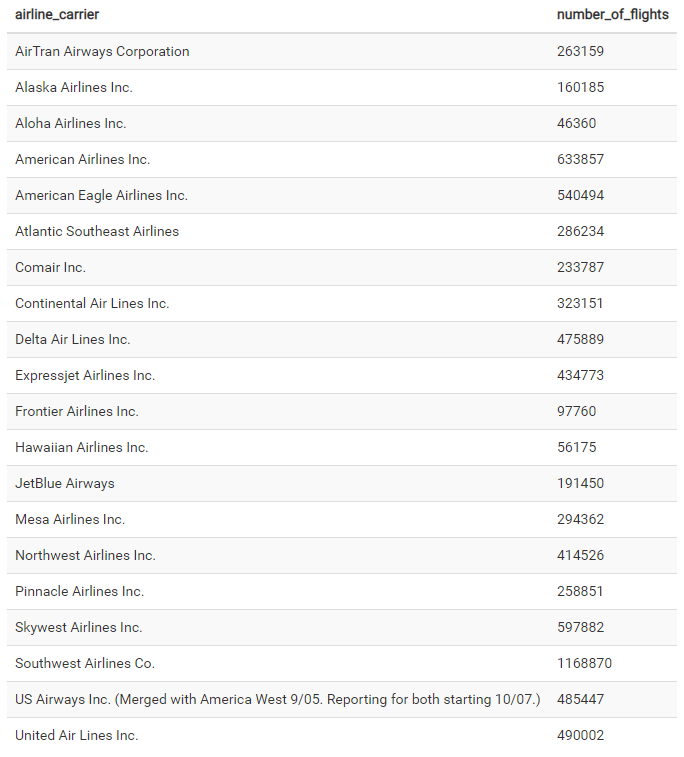 airline_carrier number_of_flights
AirTran Airways Corporation 263159
Alaska Airlines Inc. 160185
Aloha Airlines Inc. 46360
American Airlines Inc. 633857
American Eagle Airlines Inc. 540494
Atlantic Southeast Airlines 286234
Comair Inc. 233787
Continental Air Lines Inc. 323151
Delta Air Lines Inc. 475889
Expressjet Airlines Inc. 434773
Frontier Airlines Inc. 97760
Hawaiian Airlines Inc. 56175
JetBlue Airways 191450
Mesa Airlines Inc. 294362
Northwest Airlines Inc. 414526
Pinnacle Airlines Inc. 258851
Skywest Airlines Inc. 597882
Southwest Airlines Co. 1168870
US Airways Inc. (Merged with America West 9/05. Reporting for both starting 10/07.) 485447
United Air Lines Inc. 490002